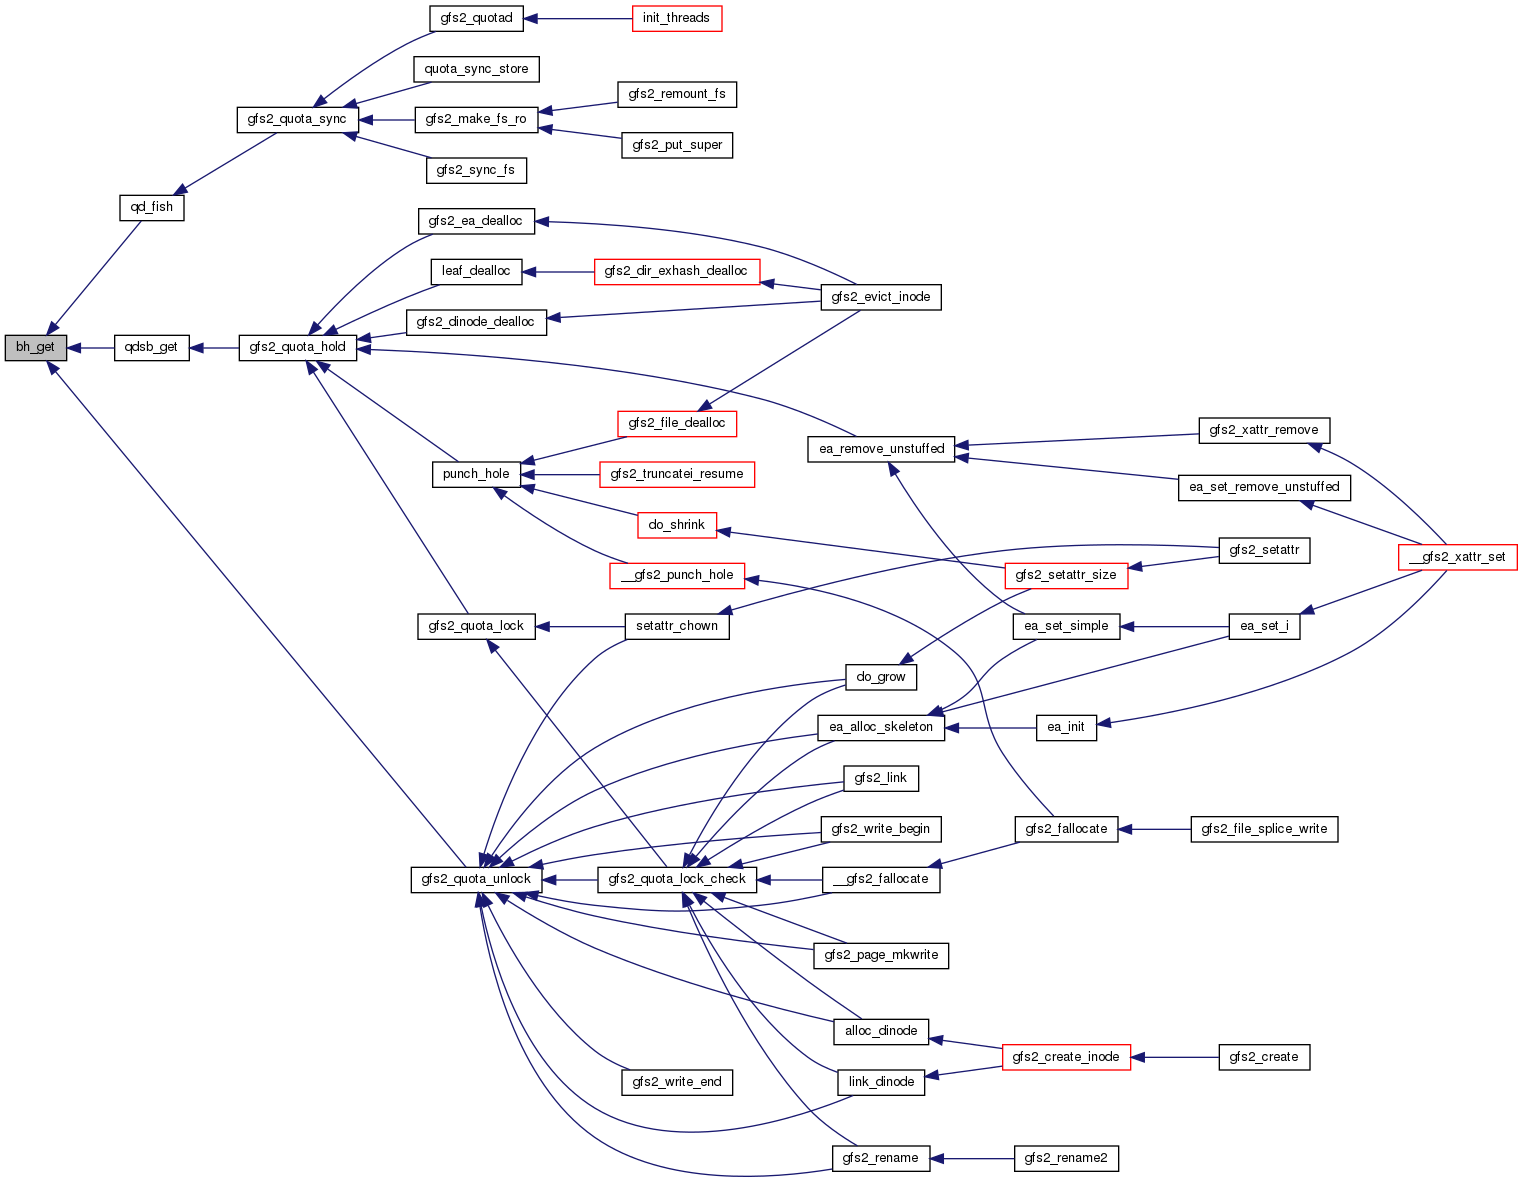 gfs2_quotad
init_threads
quota_sync_store
gfs2_remount_fs
gfs2_quota_sync
gfs2_make_fs_ro
gfs2_put_super
gfs2_sync_fs
qd_fish
gfs2_ea_dealloc
leaf_dealloc
gfs2_dir_exhash_dealloc
gfs2_evict_inode
gfs2_dinode_dealloc
bh_get
qdsb_get
gfs2_quota_hold
gfs2_file_dealloc
gfs2_xattr_remove
ea_remove_unstuffed
punch_hole
gfs2_truncatei_resume
ea_set_remove_unstuffed
do_shrink
gfs2_setattr
__gfs2_xattr_set
__gfs2_punch_hole
gfs2_setattr_size
gfs2_quota_lock
setattr_chown
ea_set_simple
ea_set_i
do_grow
ea_alloc_skeleton
ea_init
gfs2_link
gfs2_write_begin
gfs2_fallocate
gfs2_file_splice_write
gfs2_quota_unlock
gfs2_quota_lock_check
__gfs2_fallocate
gfs2_page_mkwrite
alloc_dinode
gfs2_create_inode
gfs2_create
gfs2_write_end
link_dinode
gfs2_rename
gfs2_rename2